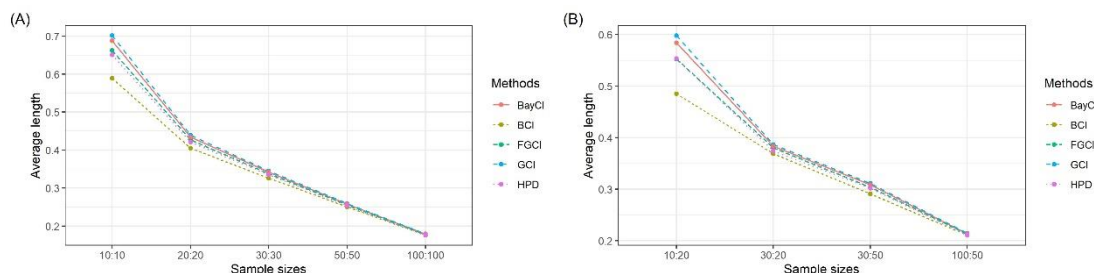 (A)
Average length
0.7
0.6
0.5
0.4
0.3
0.2
10:10 20:20 30:30 50:50 100:100
Sample sizes
Methods
BayCI
BCI
FGCI
GCI
HPD
(B)
Average length
0.6
0.5
0.4
0.3
0.2
10:20 30:20 30:50 100:50
Sample sizes
Methods
BayC
BCI
FGCI
GCI
HPD